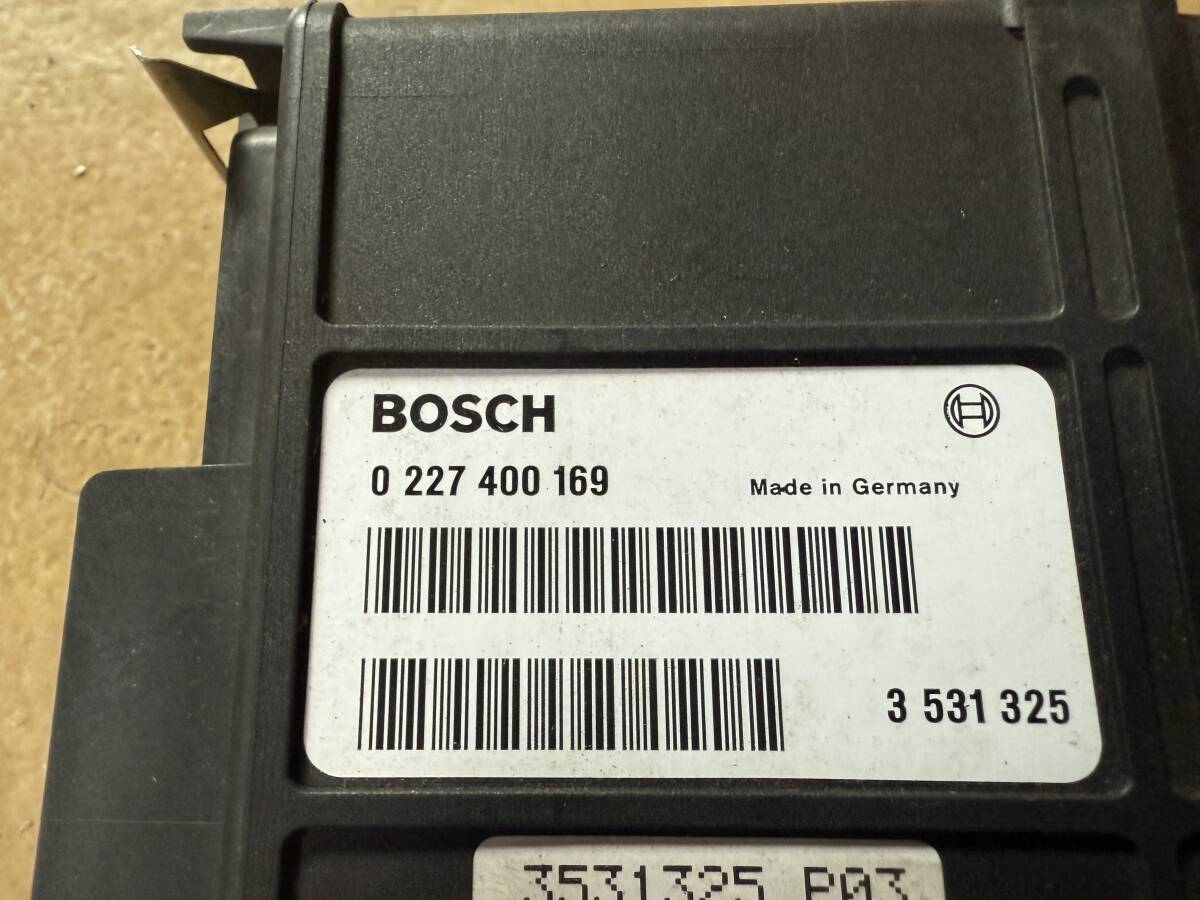 BOSCH
0 227 400 169
Made in Germany
3 531 325
3531325 P03